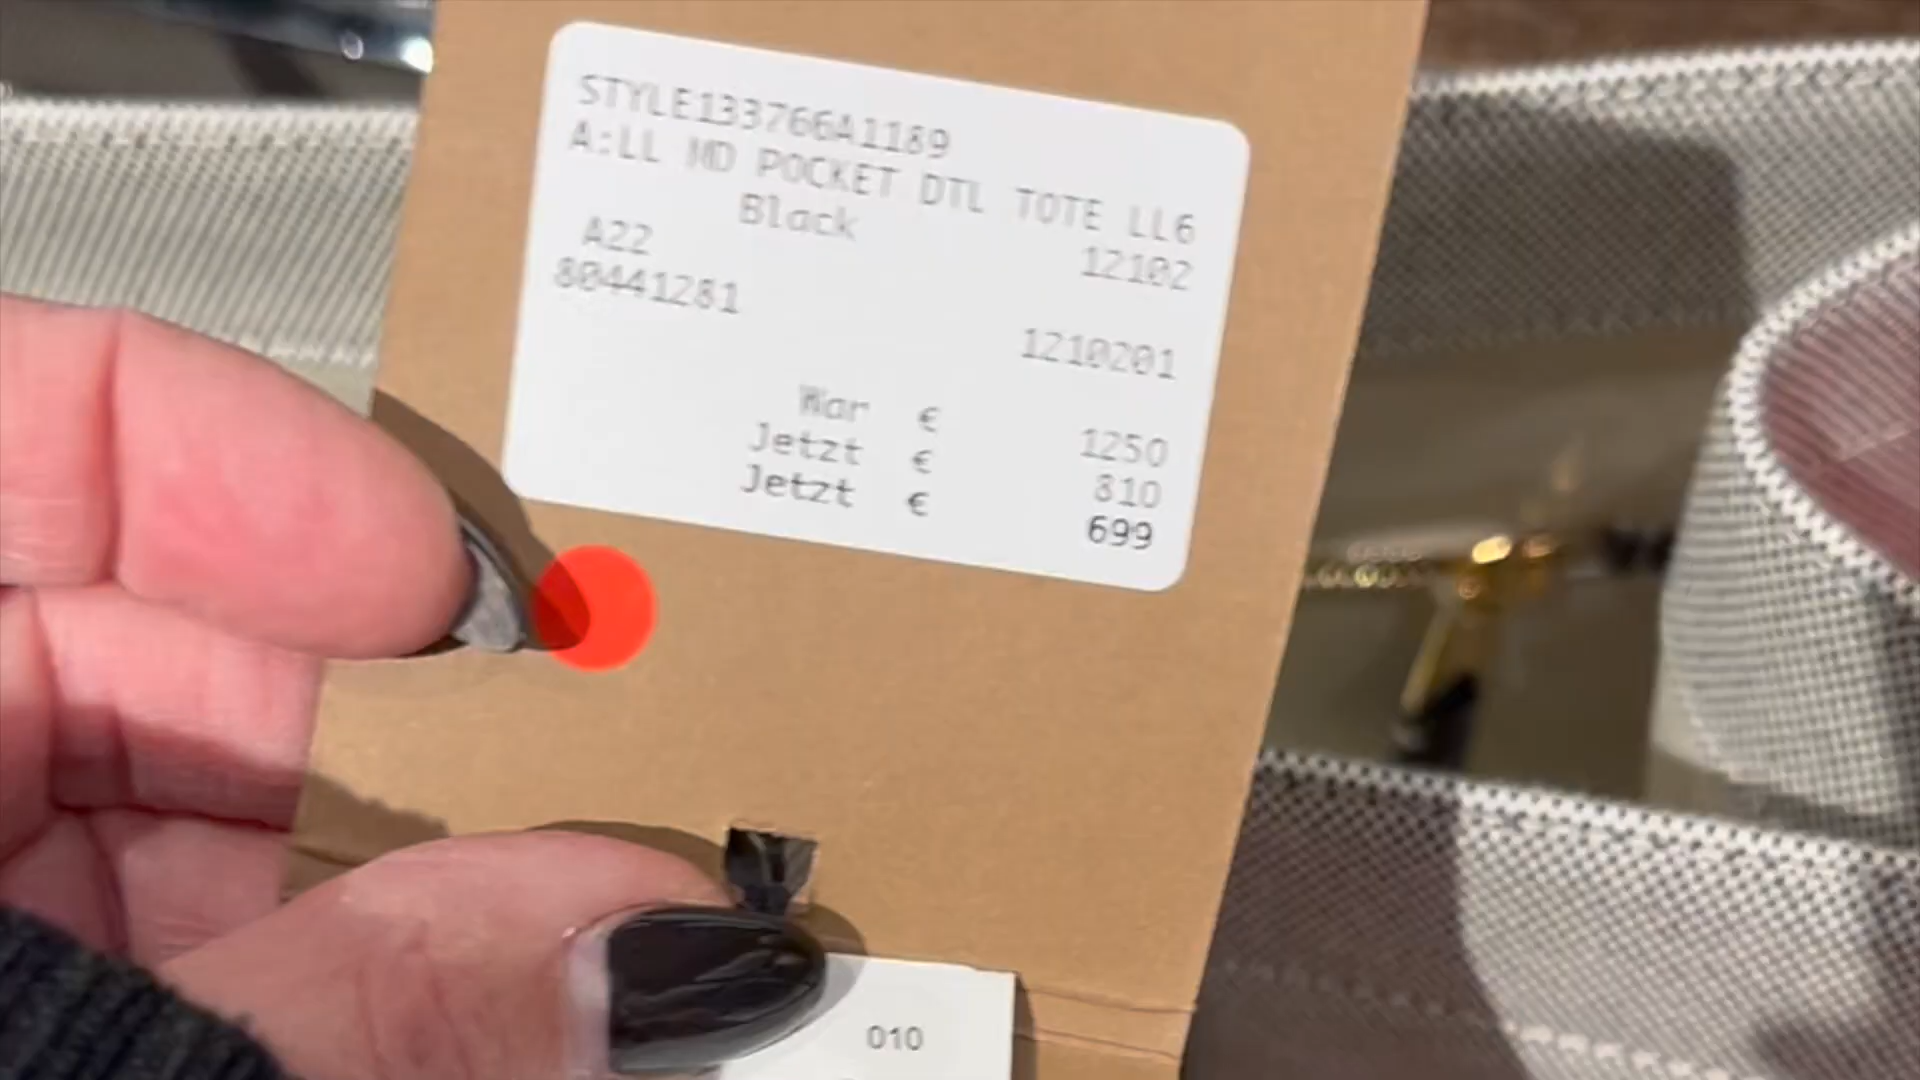 STYLE133766A1189
A:LL MD POCKET DTL TOTE LL6
Black
A22 12102
80441281
1210201
War € 1250
Jetzt € 810
Jetzt € 699
010